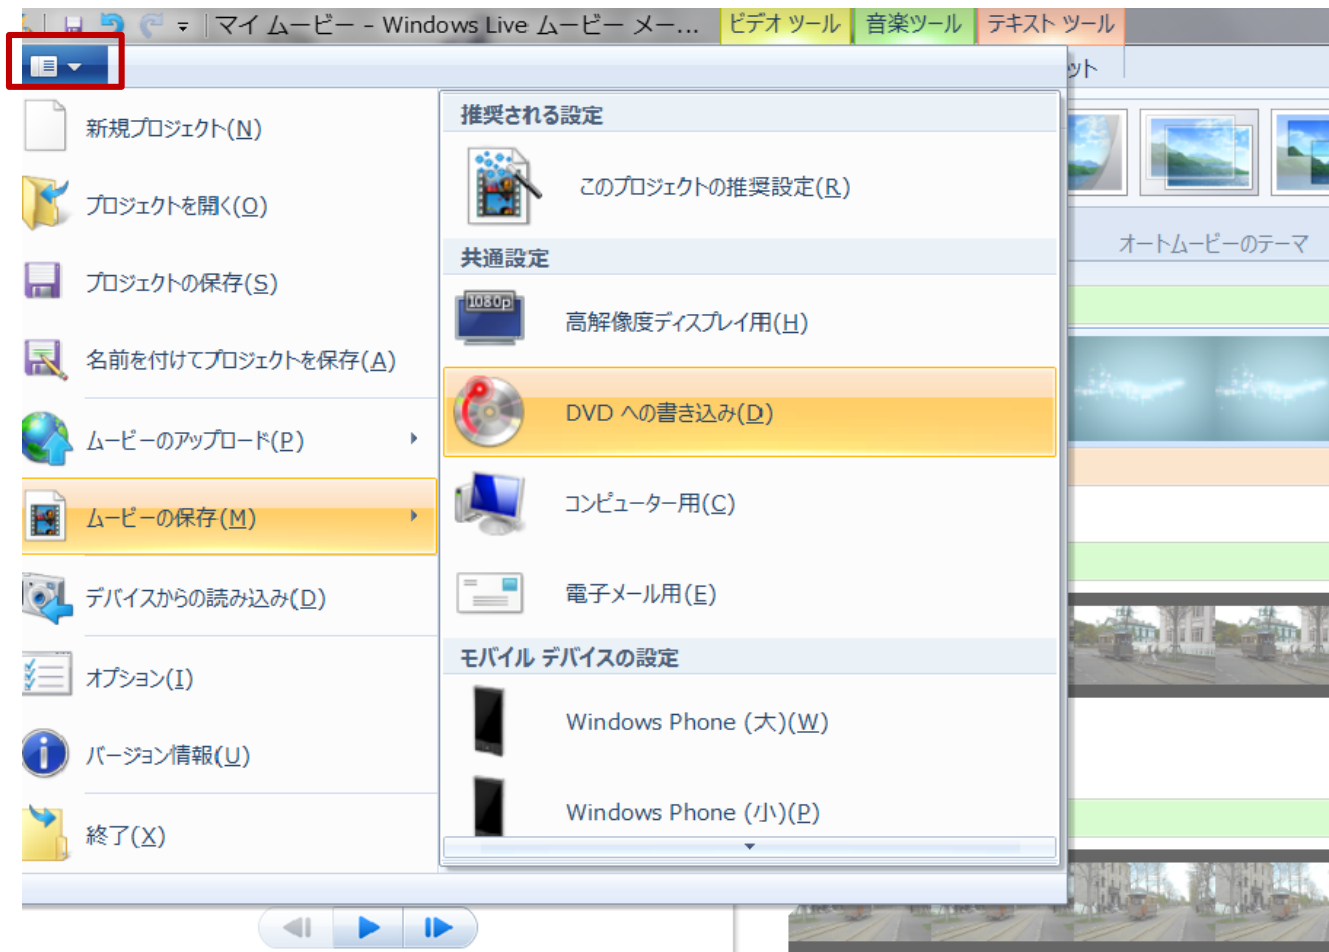 マイ ムービー - Windows Live ムービー メー...
ビデオ ツール
音楽ツール
テキスト ツール
ット
新規プロジェクト(N)
プロジェクトを開く(O)
プロジェクトの保存(S)
名前を付けてプロジェクトを保存(A)
ムービーのアップロード(P)
ムービーの保存(M)
デバイスからの読み込み(D)
オプション(I)
バージョン情報(U)
終了(X)
推奨される設定
このプロジェクトの推奨設定(R)
共通設定
1080p
高解像度ディスプレイ用(H)
DVD への書き込み(D)
コンピューター用(C)
電子メール用(E)
モバイル デバイスの設定
Windows Phone (大)(W)
Windows Phone (小)(P)
オートムービーのテーマ